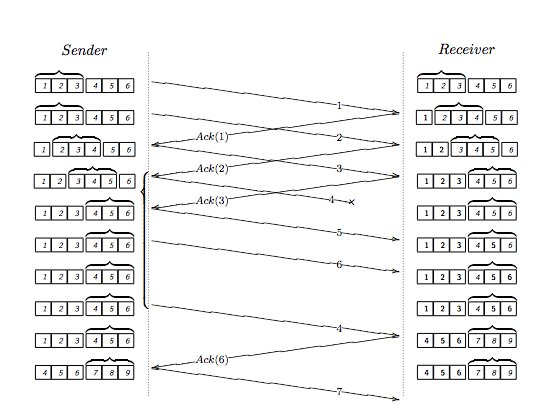 Sender Receiver
1 2 3 4 5 6 1 2 3 4 5 6
1
1 2 3 4 5 6 1 2 3 4 5 6
Ack(1) 2
1 2 3 4 5 6 1 2 3 4 5 6
Ack(2) 3
1 2 3 4 5 6 1 2 3 4 5 6
Ack(3) 4
1 2 3 4 5 6 1 2 3 4 5 6
5
1 2 3 4 5 6 1 2 3 4 5 6
6
1 2 3 4 5 6 1 2 3 4 5 6
1 2 3 4 5 6 1 2 3 4 5 6
4
1 2 3 4 5 6 4 5 6 7 8 9
Ack(6)
4 5 6 7 8 9 4 5 6 7 8 9
7